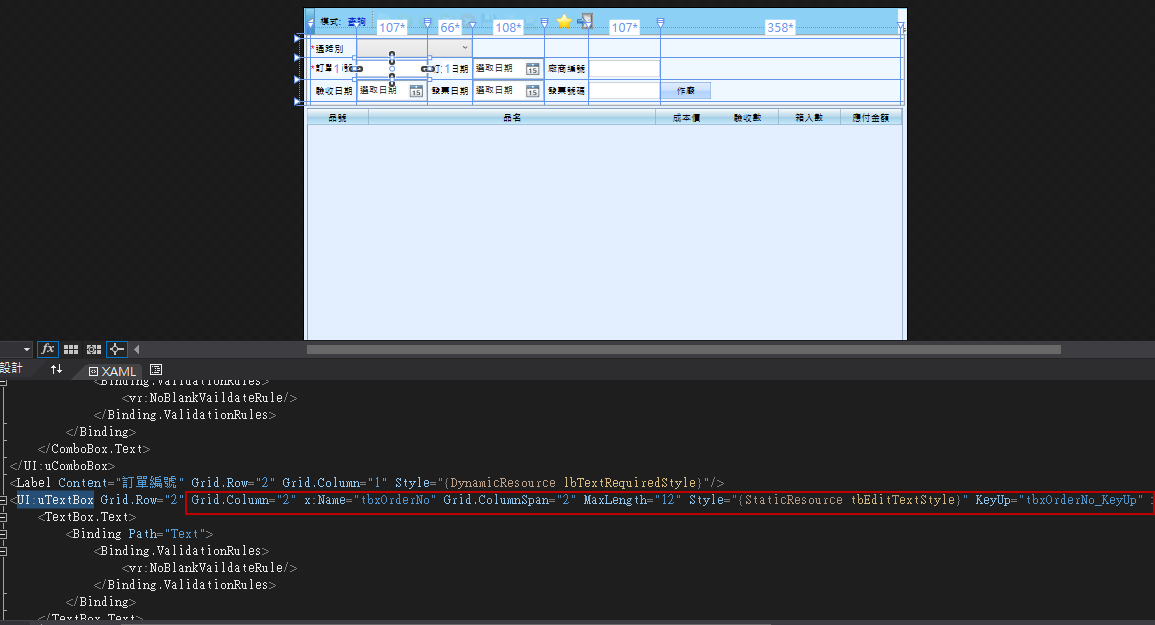 模式: 查詢
107* 66* 108* 107* 358*
*通路別
*訂單 日期 選取日期 15 廠商編號
驗收日期 選取日期 15 發票日期 選取日期 15 發票號碼 作廢
品號 品名 成本價 驗收數 箱入數 應付金額
fx
設計 XAML
<Binding.ValidationRules>
<vr:NoBlankVaildateRule/>
</Binding.ValidationRules>
</Binding>
</ComboBox.Text>
</UI:uComboBox>
<Label Content="訂單編號" Grid.Row="2" Grid.Column="1" Style="{DynamicResource lbTextRequiredStyle}"/>
<UI:uTextBox Grid.Row="2" Grid.Column="2" x:Name="tbxOrderNo" Grid.ColumnSpan="2" MaxLength="12" Style="{StaticResource tbEditTextStyle}" KeyUp="tbxOrderNo_KeyUp"
<TextBox.Text>
<Binding Path="Text">
<Binding.ValidationRules>
<vr:NoBlankVaildateRule/>
</Binding.ValidationRules>
</Binding>
</TextBox.Text>